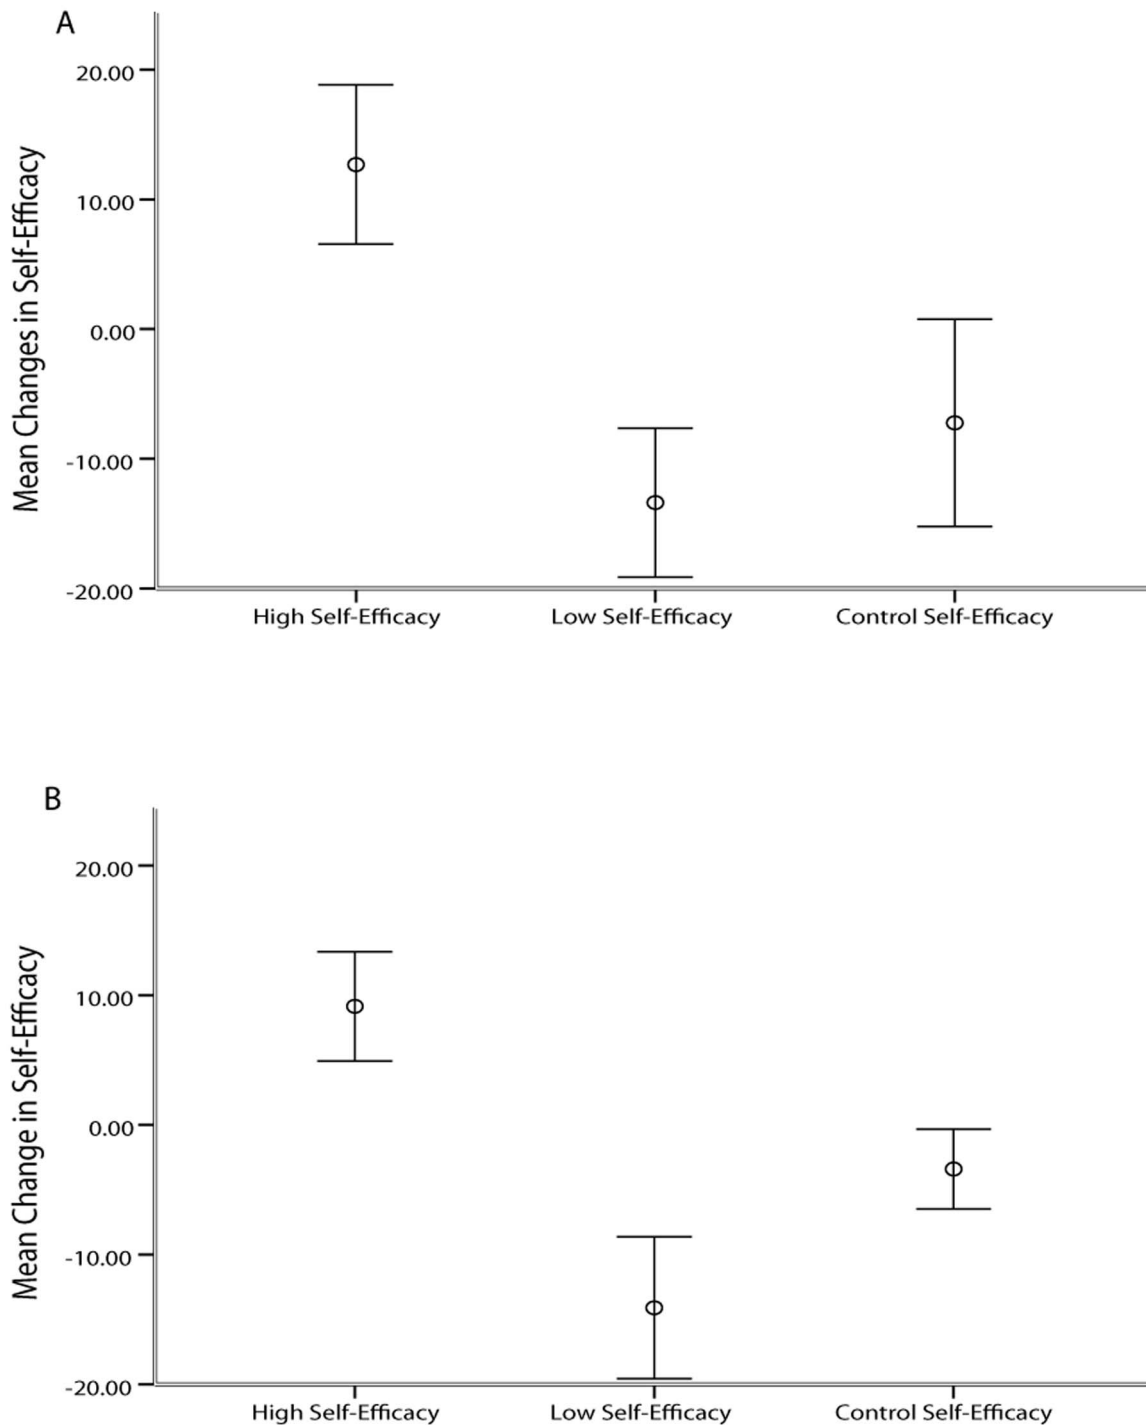 A
Mean Changes in Self-Efficacy
20.00
10.00
0.00
-10.00
-20.00
High Self-Efficacy
Low Self-Efficacy
Control Self-Efficacy
B
Mean Change in Self-Efficacy
20.00
10.00
0.00
-10.00
-20.00
High Self-Efficacy
Low Self-Efficacy
Control Self-Efficacy